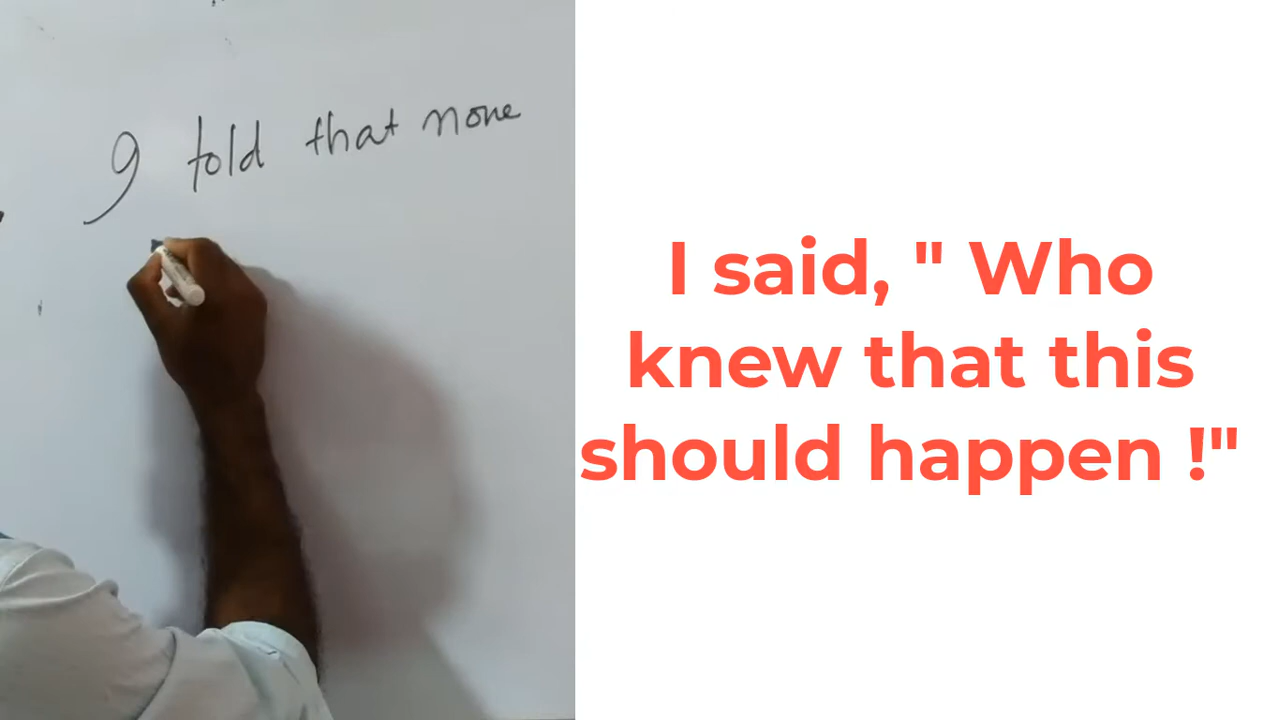 I told that none
I said, " Who
knew that this
should happen !"